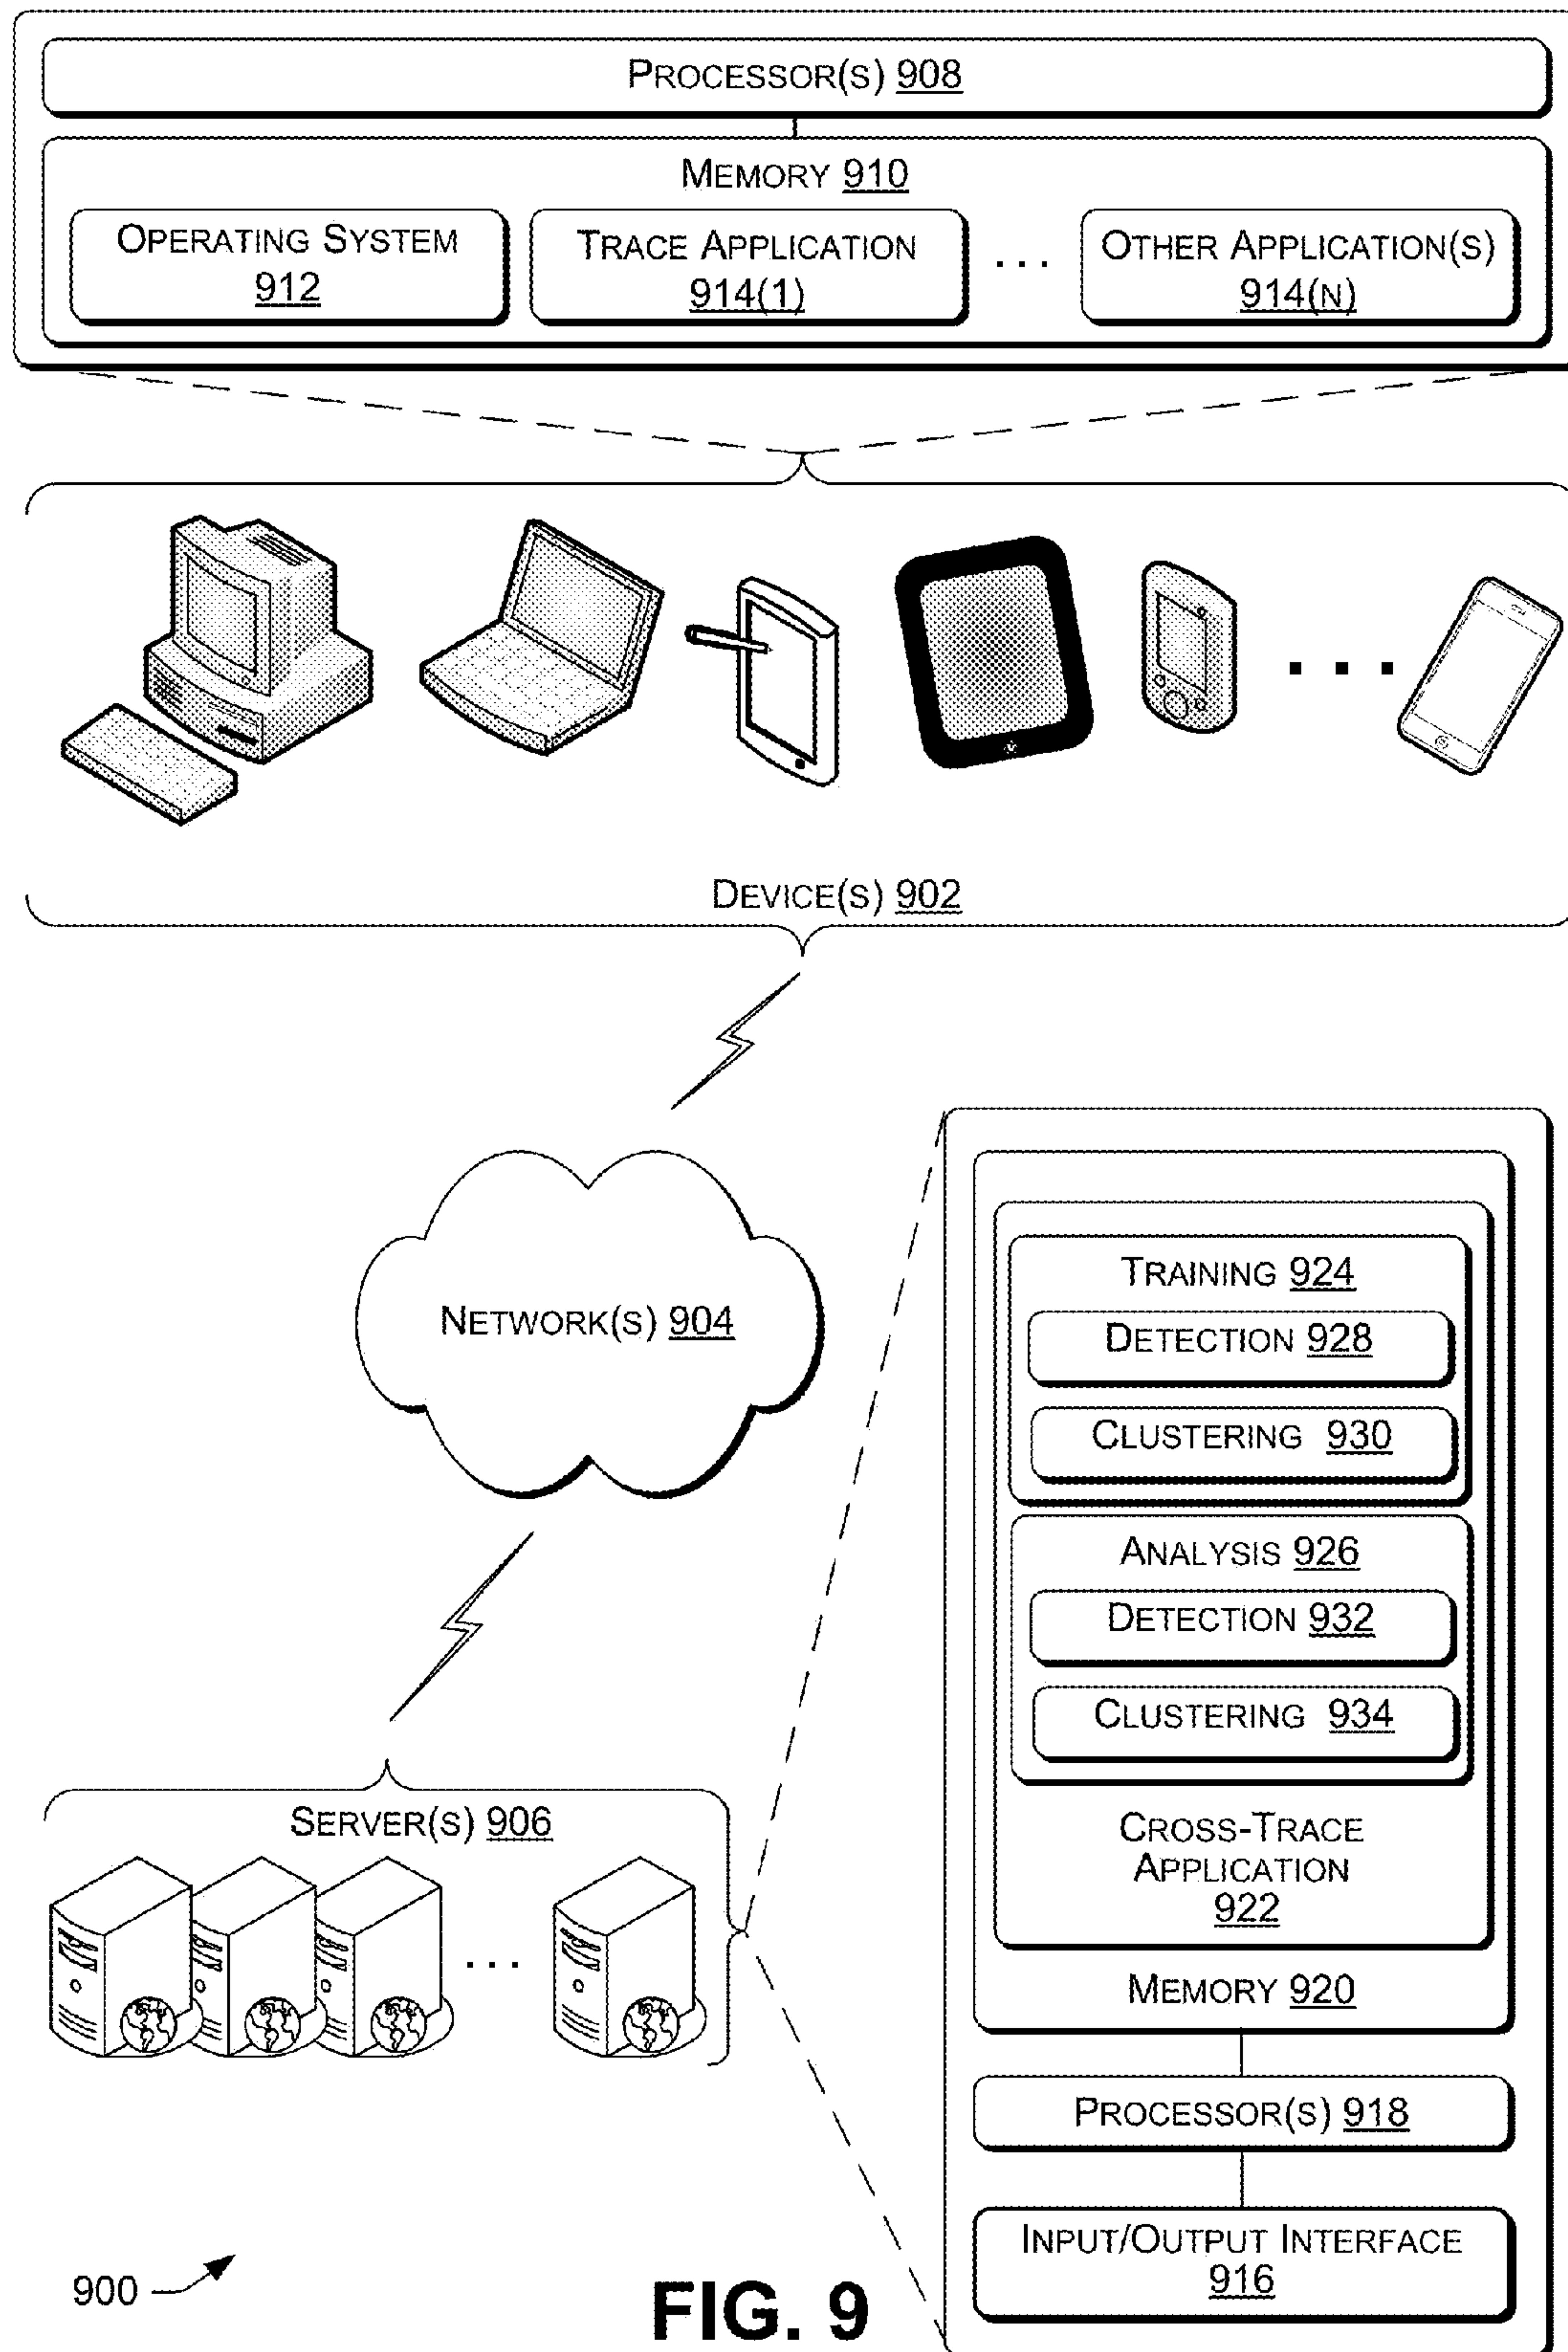 PROCESSOR(S) 908
MEMORY 910
OPERATING SYSTEM
912
TRACE APPLICATION
914(1)
...
OTHER APPLICATION(S)
914(N)
DEVICE(S) 902
NETWORK(S) 904
SERVER(S) 906
...
TRAINING 924
DETECTION 928
CLUSTERING 930
ANALYSIS 926
DETECTION 932
CLUSTERING 934
CROSS-TRACE
APPLICATION
922
MEMORY 920
PROCESSOR(S) 918
INPUT/OUTPUT INTERFACE
916
900
FIG. 9